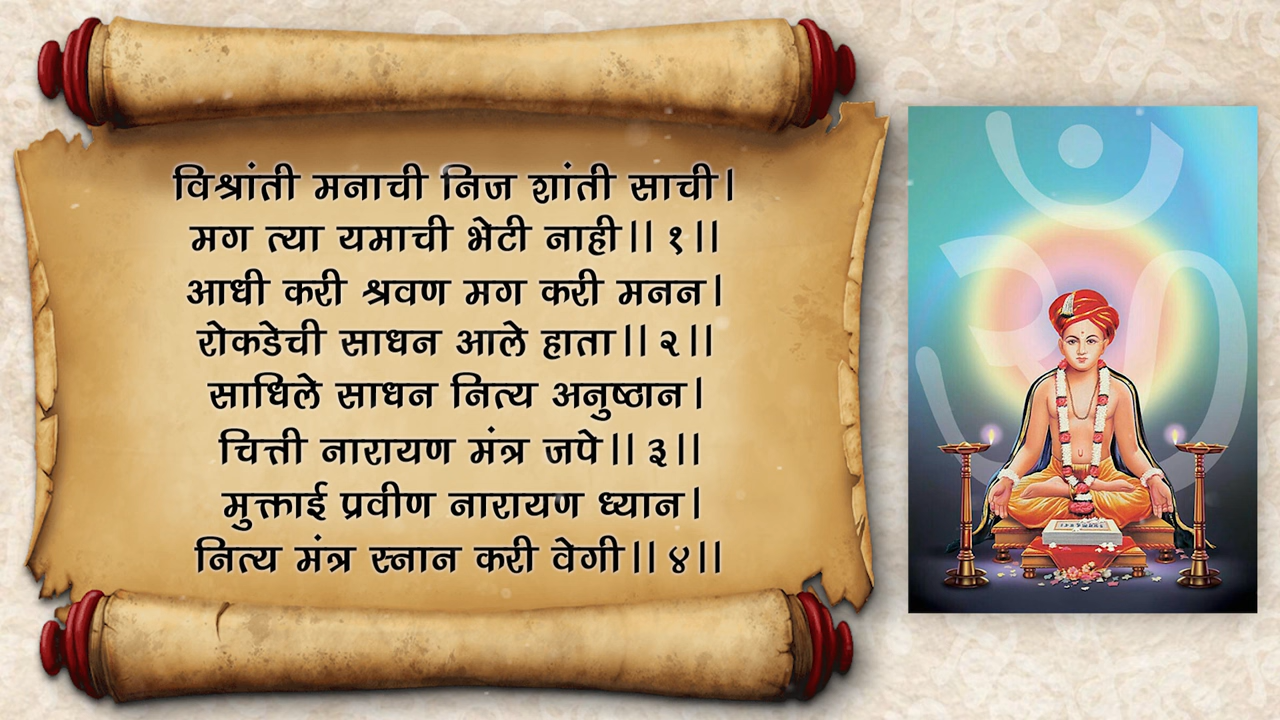 विश्रांती मनाची निज शांती साची।
मग त्या यमाची भेटी नाही।। १ ।।
आधी करी श्रवण मग करी मनन।
रोकडेची साधन आले हाता।। २ ।।
साधिले साधन नित्य अनुष्ठान।
चित्ती नारायण मंत्र जपे।। ३ ।।
मुक्ताई प्रवीण नारायण ध्यान।
नित्य मंत्र स्नान करी वेगी।। ४ ।।